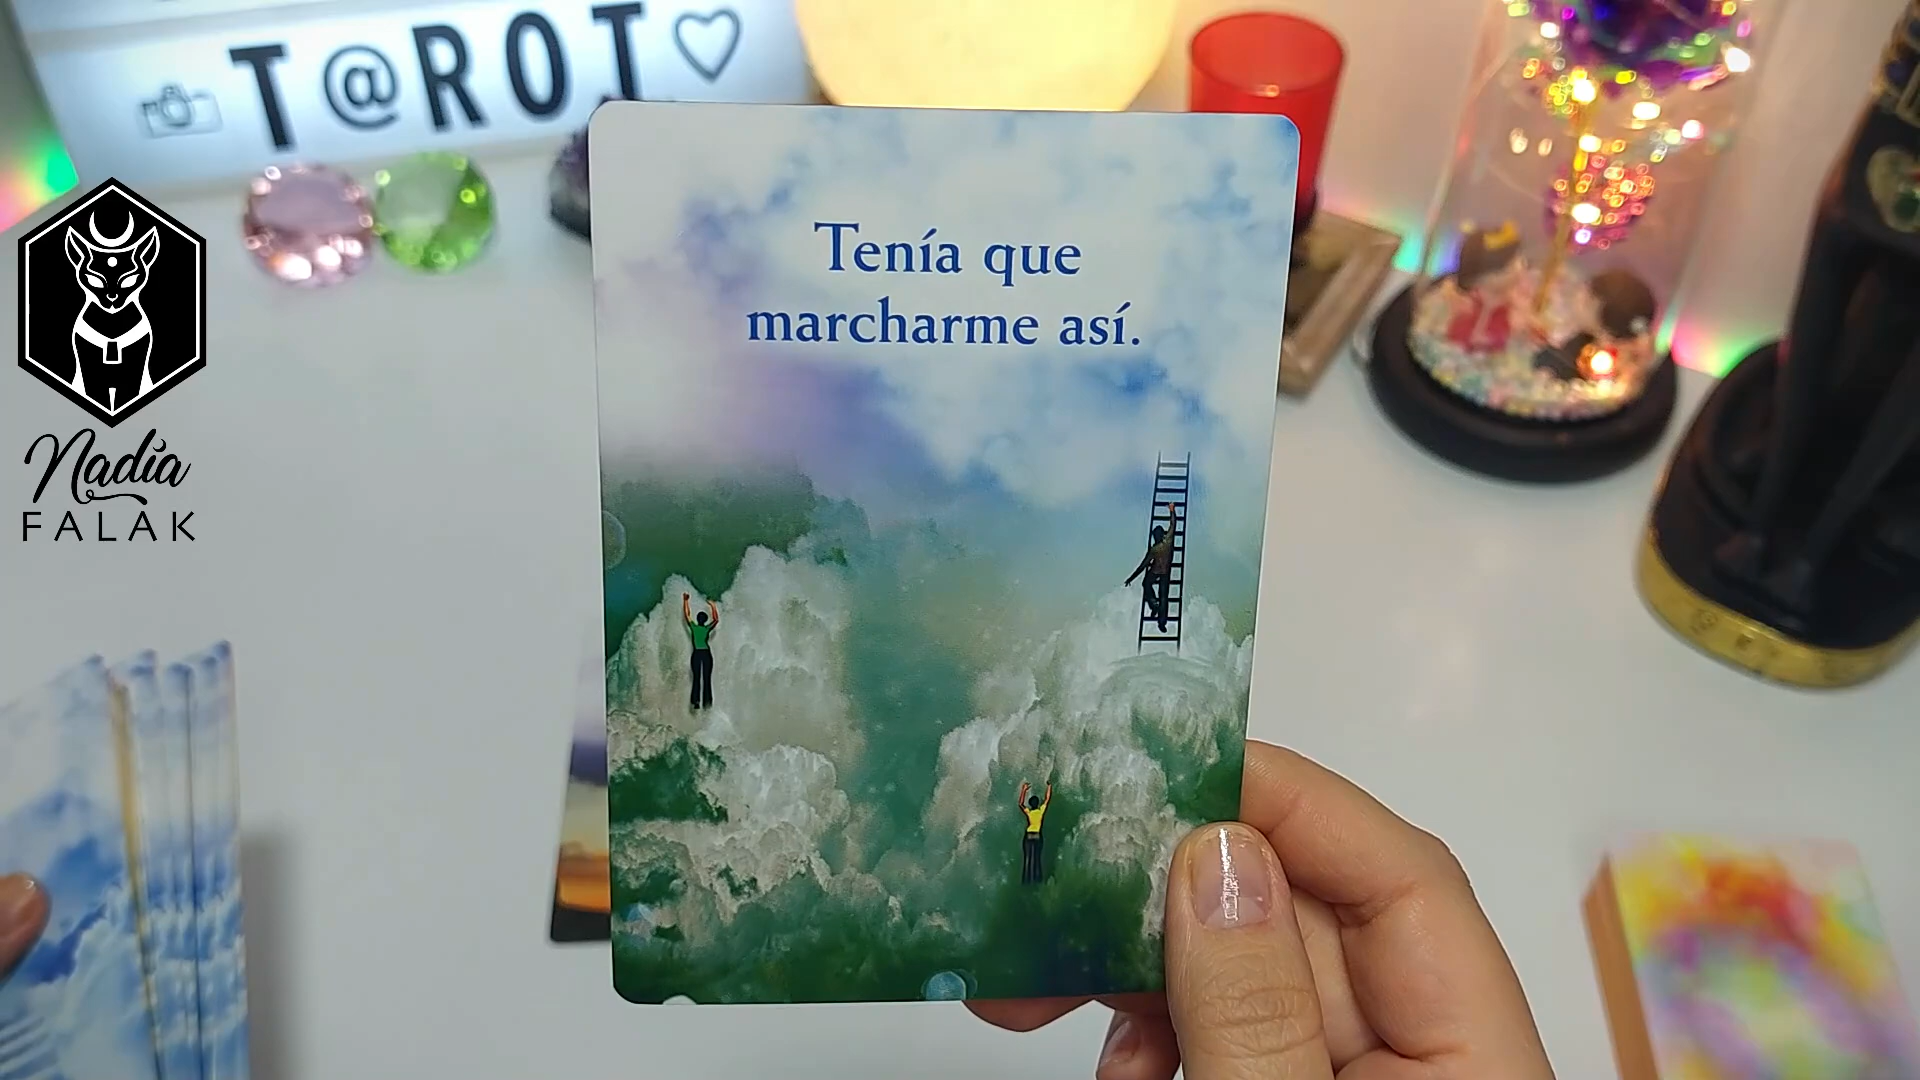 T@ROT♡
Tenía que
marcharme así.
Nadia
FALAK